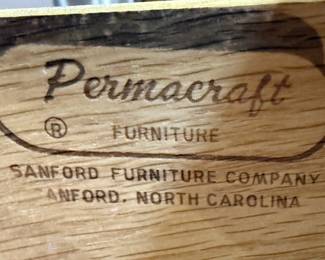 Permacraft
® FURNITURE
SANFORD FURNITURE COMPANY
ANFORD, NORTH CAROLINA